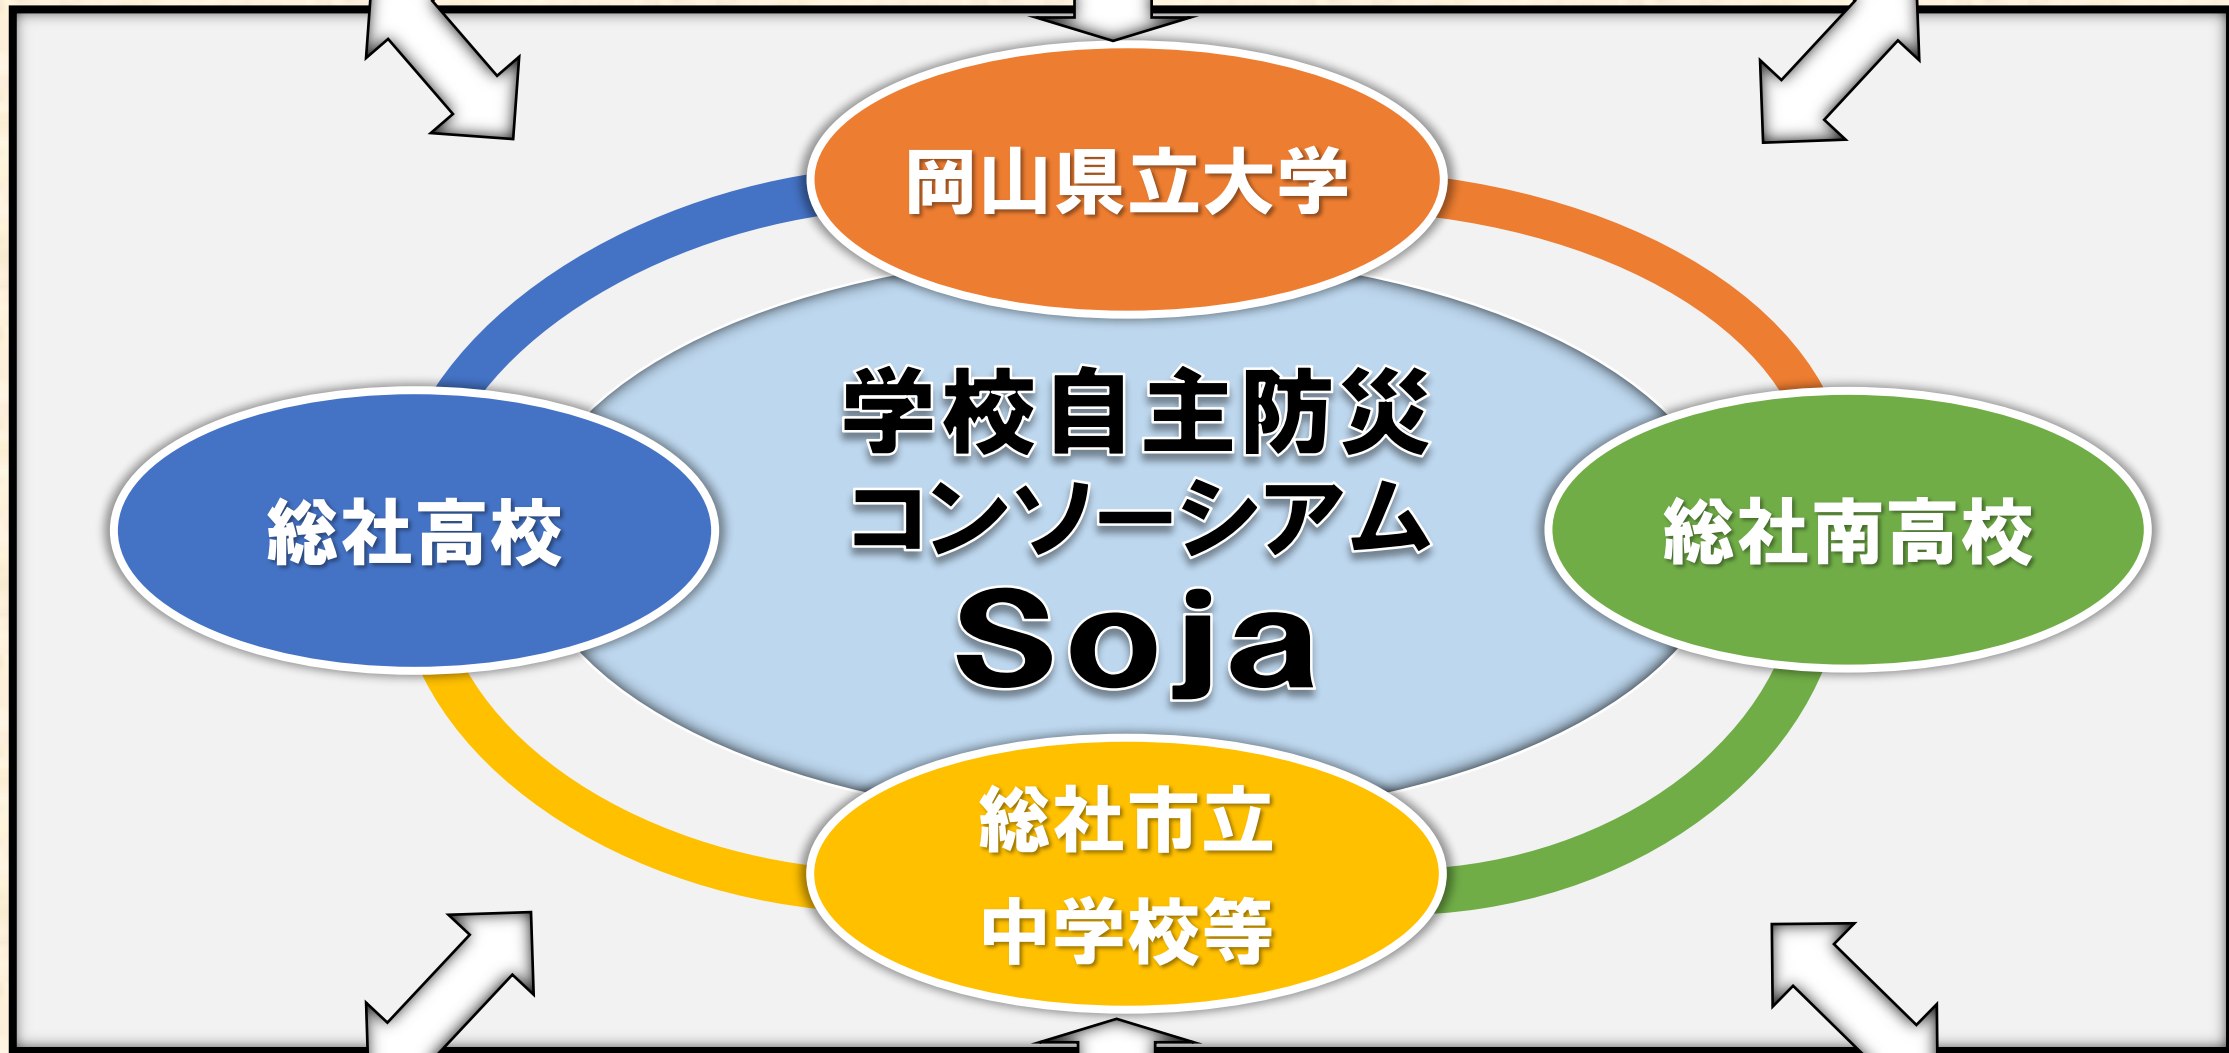 岡山県立大学
学校自主防災
コンソーシアム
Soja
総社高校
総社南高校
総社市立
中学校等